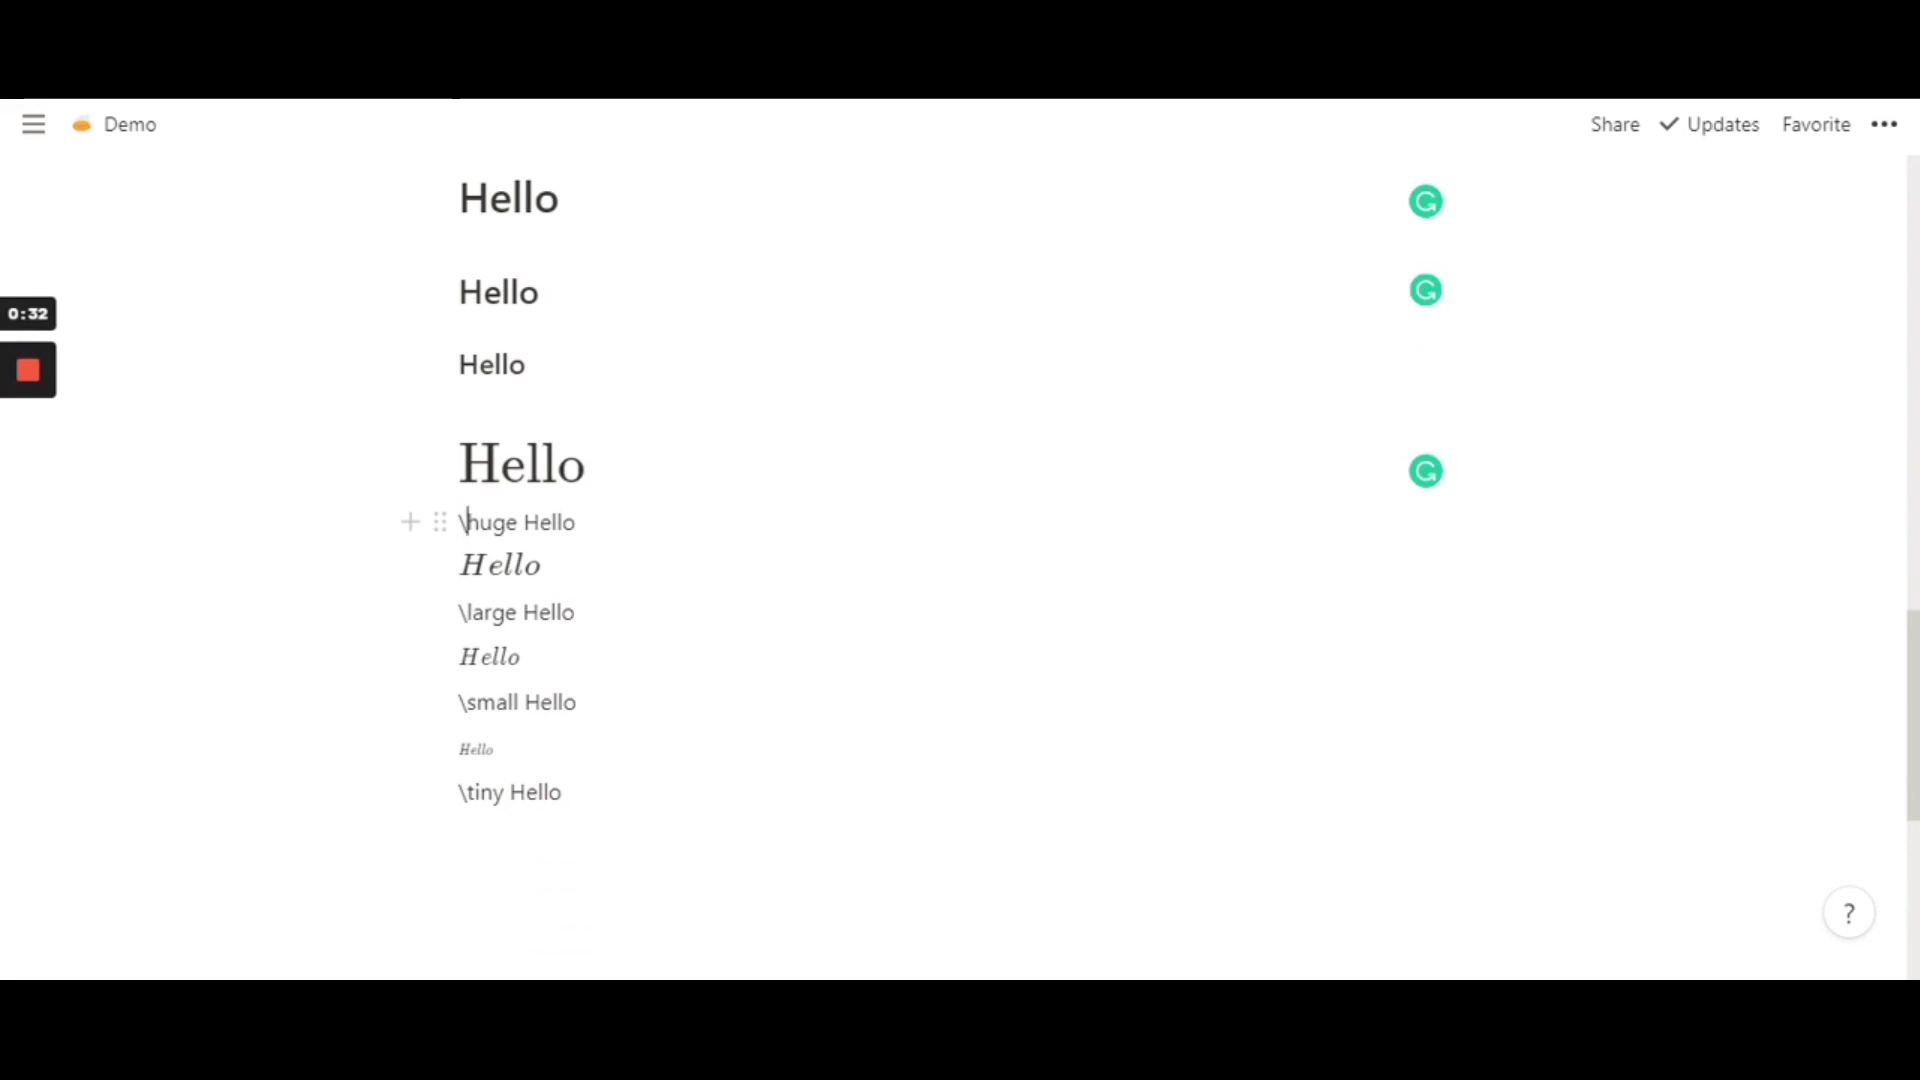 Demo
Share ✓ Updates Favorite •••
Hello
Hello
0:32
Hello
Hello
\huge Hello
Hello
\large Hello
Hello
\small Hello
Hello
\tiny Hello
?